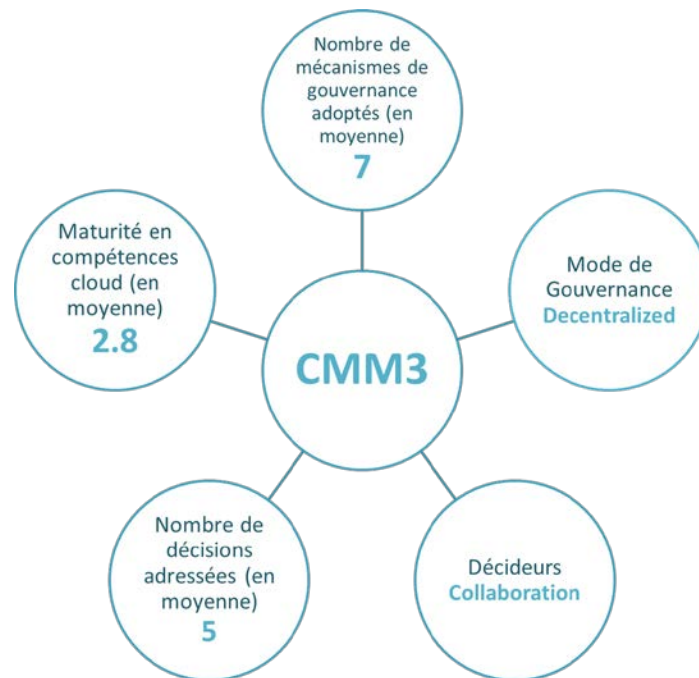 Nombre de
mécanismes de
gouvernance
adoptés (en
moyenne)
7
Maturité en
compétences
cloud (en
moyenne)
2.8
Mode de
Gouvernance
Decentralized
CMM3
Nombre de
décisions
adressées (en
moyenne)
5
Décideurs
Collaboration